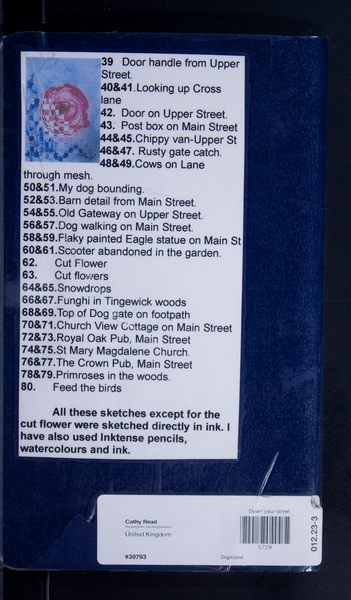 39 Door handle from Upper
Street.
40&41.Looking up Cross
lane
42. Door on Upper Street.
43. Post box on Main Street
44&45.Chippy van-Upper St
46&47. Rusty gate catch.
48&49.Cows on Lane
through mesh.
50&51.My dog bounding.
52&53.Barn detail from Main Street.
54&55.Old Gateway on Upper Street.
56&57.Dog walking on Main Street.
58&59.Flaky painted Eagle statue on Main St
60&61.Scooter abandoned in the garden.
62. Cut Flower
63. Cut flowers
64&65.Snowdrops
66&67.Funghi in Tingewick woods
68&69.Top of Dog gate on footpath
70&71.Church View Cottage on Main Street
72&73.Royal Oak Pub, Main Street
74&75.St Mary Magdalene Church.
76&77.The Crown Pub, Main Street
78&79.Primroses in the woods.
80. Feed the birds
All these sketches except for the
cut flower were sketched directly in ink. I
have also used Inktense pencils,
watercolours and ink.
Down your street
Cathy Read
United Kingdom
5729
#39793
Digitized
012.23-3